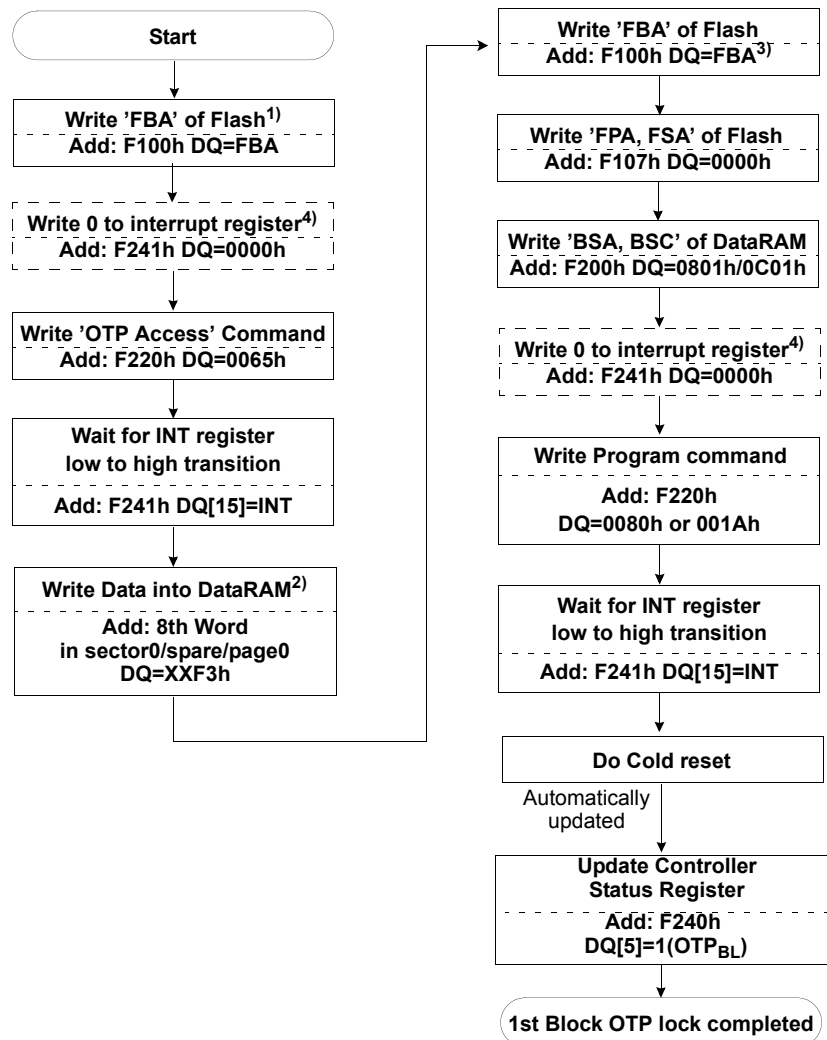 Start
Write 'FBA' of Flash1)
Add: F100h DQ=FBA
Write 0 to interrupt register4)
Add: F241h DQ=0000h
Write 'OTP Access' Command
Add: F220h DQ=0065h
Wait for INT register
low to high transition
Add: F241h DQ[15]=INT
Write Data into DataRAM2)
Add: 8th Word
in sector0/spare/page0
DQ=XXF3h
Write 'FBA' of Flash
Add: F100h DQ=FBA3)
Write 'FPA, FSA' of Flash
Add: F107h DQ=0000h
Write 'BSA, BSC' of DataRAM
Add: F200h DQ=0801h/0C01h
Write 0 to interrupt register4)
Add: F241h DQ=0000h
Write Program command
Add: F220h
DQ=0080h or 001Ah
Wait for INT register
low to high transition
Add: F241h DQ[15]=INT
Do Cold reset
Automatically
updated
Update Controller
Status Register
Add: F240h
DQ[5]=1(OTPBL)
1st Block OTP lock completed